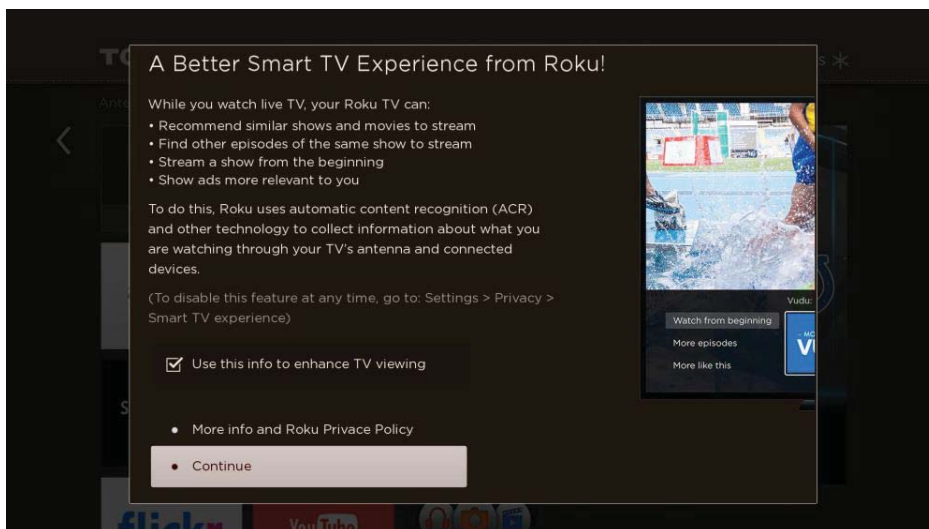 A Better Smart TV Experience from Roku!
While you watch live TV, your Roku TV can:
• Recommend similar shows and movies to stream
• Find other episodes of the same show to stream
• Stream a show from the beginning
• Show ads more relevant to you
To do this, Roku uses automatic content recognition (ACR)
and other technology to collect information about what you
are watching through your TV's antenna and connected
devices.
(To disable this feature at any time, go to: Settings > Privacy >
Smart TV experience)
Use this info to enhance TV viewing
• More info and Roku Privace Policy
• Continue
Vudu:
Watch from beginning
More episodes
More like this
flickr
YouTube